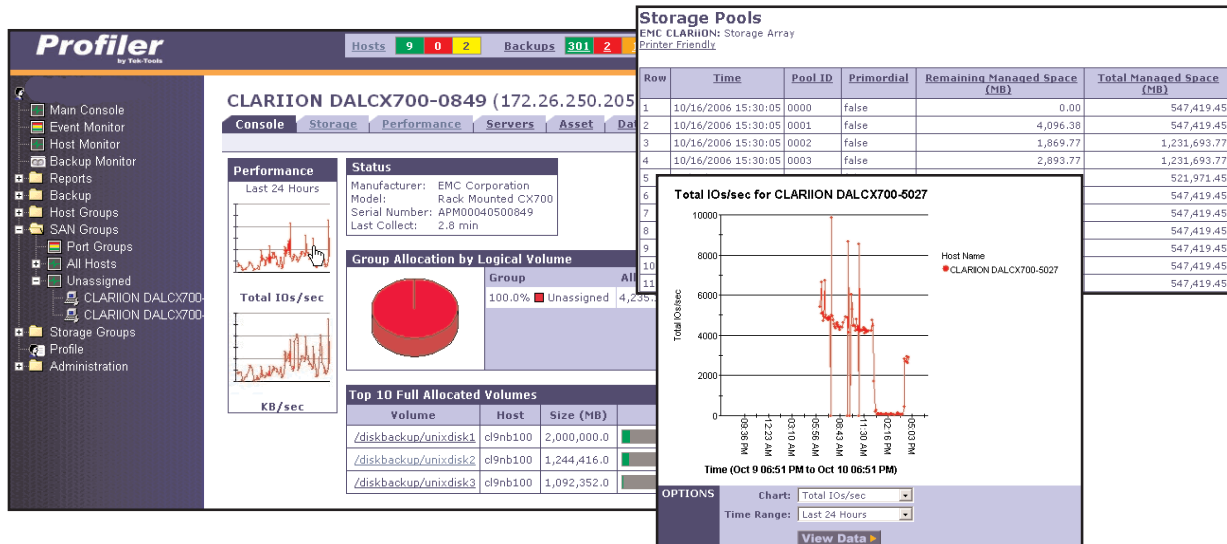 Profiler
by Tek-Tools
Hosts 9 0 2 Backups 301 2
Main Console
Event Monitor
Host Monitor
Backup Monitor
Reports
Backup
Host Groups
SAN Groups
Port Groups
All Hosts
Unassigned
CLARIION DALCX700-
CLARIION DALCX700-
Storage Groups
Profile
Administration
CLARIION DALCX700-0849 (172.26.250.205
Console Storage Performance Servers Asset Dat
Performance
Last 24 Hours
Total IOs/sec
KB/sec
Status
Manufacturer: EMC Corporation
Model: Rack Mounted CX700
Serial Number: APM00040500849
Last Collect: 2.8 min
Group Allocation by Logical Volume
Group All
100.0% Unassigned 4,235.
Top 10 Full Allocated Volumes
Volume Host Size (MB)
/diskbackup/unixdisk1 cl9nb100 2,000,000.0
/diskbackup/unixdisk2 cl9nb100 1,244,416.0
/diskbackup/unixdisk3 cl9nb100 1,092,352.0
Storage Pools
EMC CLARiiON: Storage Array
Printer Friendly
Row Time Pool ID Primordial Remaining Managed Space (MB) Total Managed Space (MB)
1 10/16/2006 15:30:05 0000 false 0.00 547,419.45
2 10/16/2006 15:30:05 0001 false 4,096.38 547,419.45
3 10/16/2006 15:30:05 0002 false 1,869.77 1,231,693.77
4 10/16/2006 15:30:05 0003 false 2,893.77 1,231,693.77
5 521,971.45
6 547,419.45
7 547,419.45
8 547,419.45
9 547,419.45
10 547,419.45
11 547,419.45
Total IOs/sec for CLARIION DALCX700-5027
Total IOs/sec
10000
8000
6000
4000
2000
0
09:36 PM
12:23 AM
03:10 AM
05:56 AM
08:43 AM
11:30 AM
02:16 PM
05:03 PM
Time (Oct 9 06:51 PM to Oct 10 06:51 PM)
Host Name
CLARIION DALCX700-5027
OPTIONS
Chart: Total IOs/sec
Time Range: Last 24 Hours
View Data